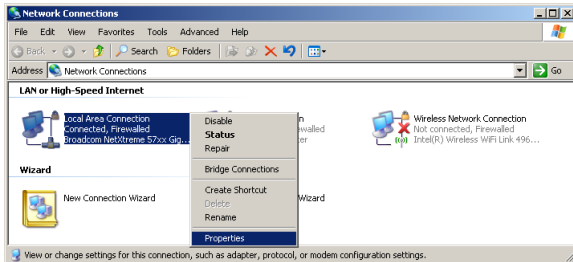 Network Connections
File Edit View Favorites Tools Advanced Help
Back Search Folders
Address Network Connections Go
LAN or High-Speed Internet
Local Area Connection
Connected, Firewalled
Broadcom NetXtreme 57xx Gig...
Disable
Status
Repair
Bridge Connections
Create Shortcut
Delete
Rename
Properties
Wireless Network Connection
Not connected, Firewalled
Intel(R) Wireless WiFi Link 496...
Wizard
New Connection Wizard
Wizard
View or change settings for this connection, such as adapter, protocol, or modem configuration settings.